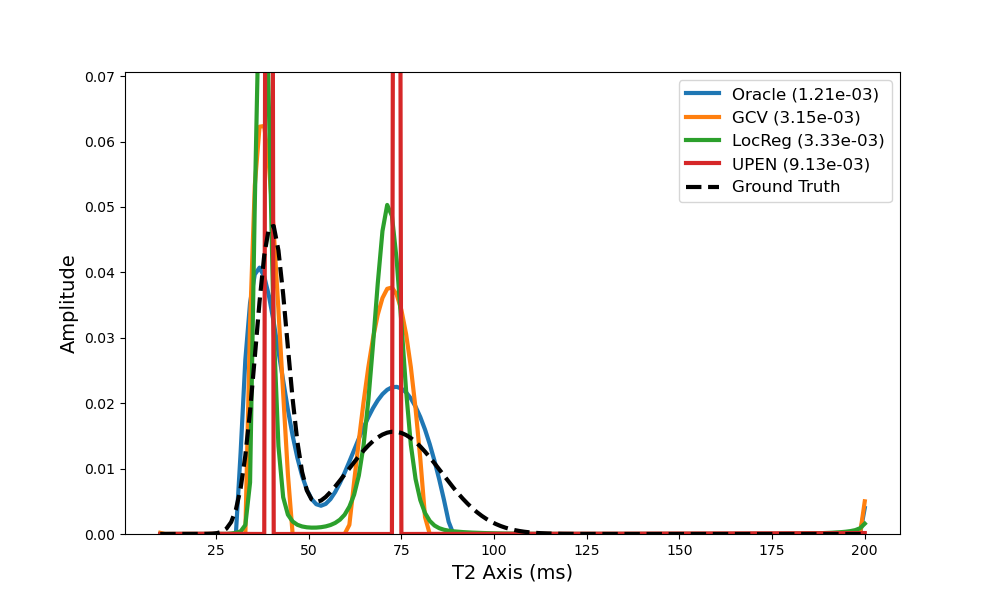 0.07
0.06
0.05
0.04
0.03
0.02
0.01
0.00
Amplitude
25
50
75
100
125
150
175
200
T2 Axis (ms)
Oracle (1.21e-03)
GCV (3.15e-03)
LocReg (3.33e-03)
UPEN (9.13e-03)
Ground Truth